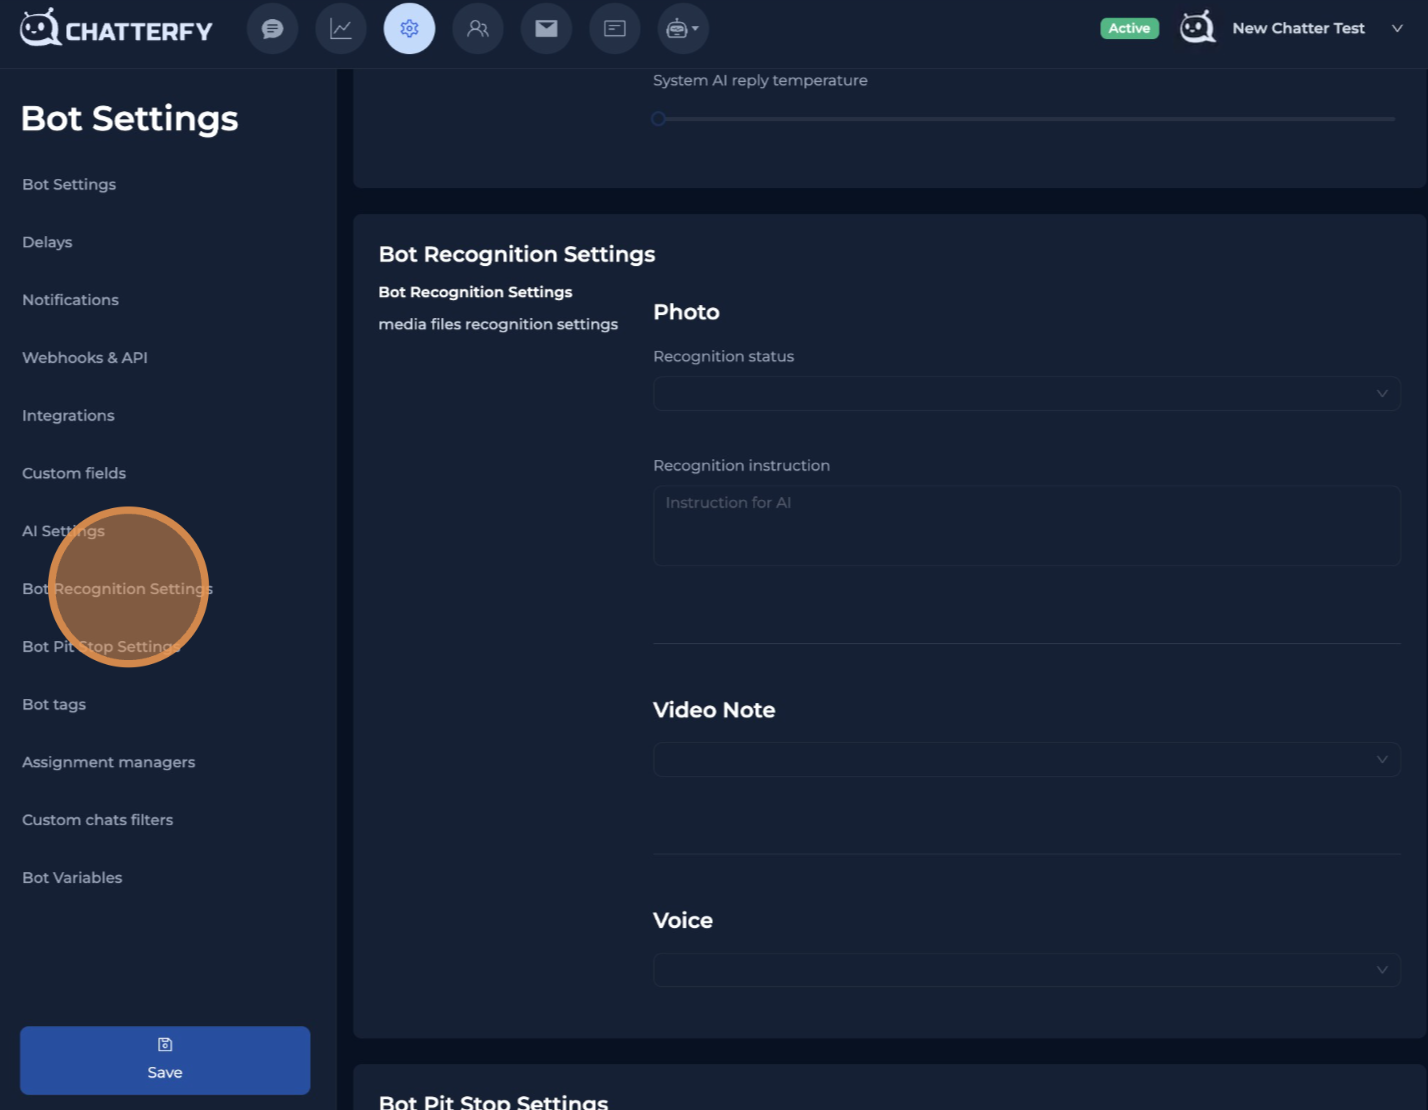 CHATTERFY
Active
New Chatter Test
Bot Settings
Bot Settings
Delays
Notifications
Webhooks & API
Integrations
Custom fields
AI Settings
Bot Recognition Settings
Bot Pit Stop Settings
Bot tags
Assignment managers
Custom chats filters
Bot Variables
Save
System AI reply temperature
Bot Recognition Settings
Bot Recognition Settings
media files recognition settings
Photo
Recognition status
Recognition instruction
Instruction for AI
Video Note
Voice
Bot Pit Stop Settings